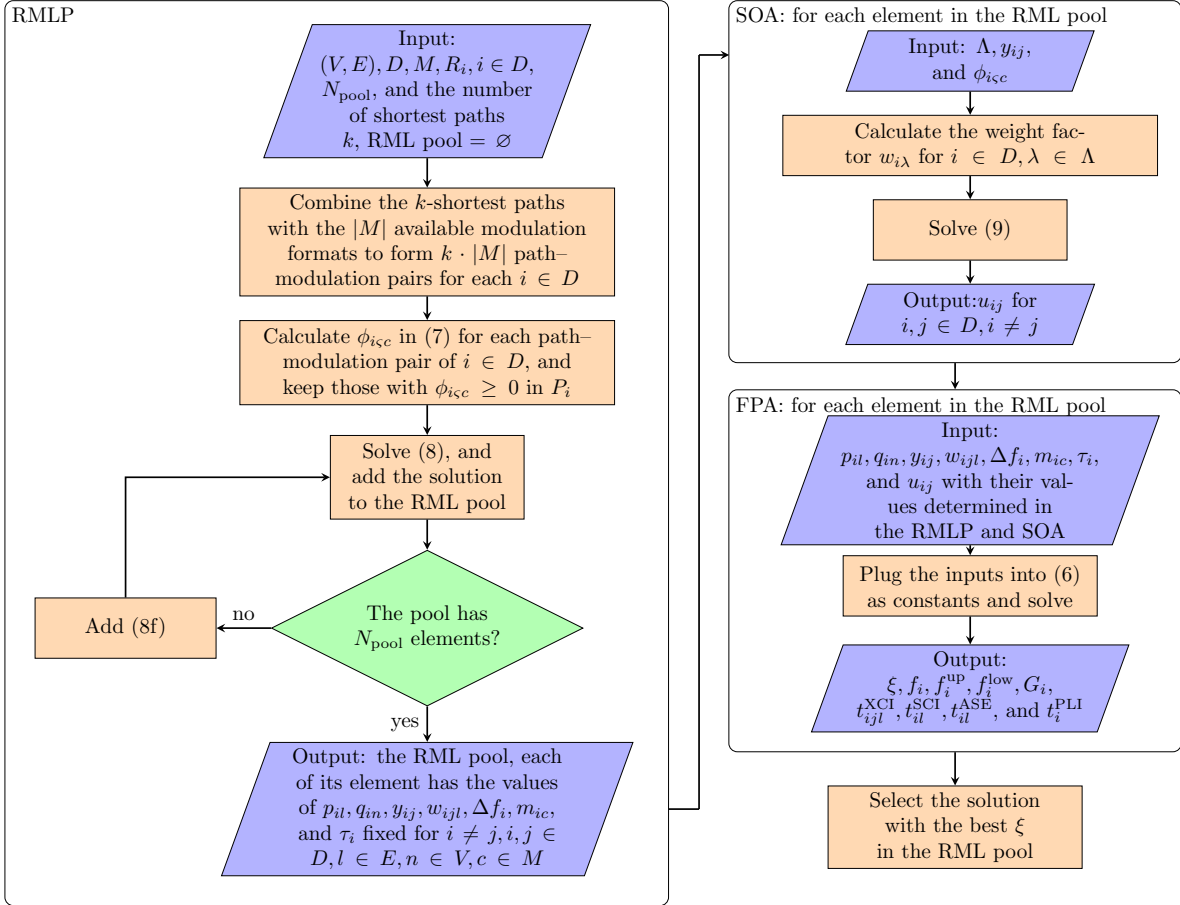 RMLP
Input:
(V, E), D, M, R_i, i ∈ D,
N_pool, and the number
of shortest paths
k, RML pool = ∅
Combine the k-shortest paths
with the |M| available modulation
formats to form k · |M| path–
modulation pairs for each i ∈ D
Calculate ϕ_iςc in (7) for each path–
modulation pair of i ∈ D, and
keep those with ϕ_iςc ≥ 0 in P_i
Solve (8), and
add the solution
to the RML pool
The pool has
N_pool elements?
no
Add (8f)
yes
Output: the RML pool, each
of its element has the values
of p_il, q_in, y_ij, w_ijl, Δf_i, m_ic,
and τ_i fixed for i ≠ j, i, j ∈
D, l ∈ E, n ∈ V, c ∈ M
SOA: for each element in the RML pool
Input: Λ, y_ij,
and ϕ_iςc
Calculate the weight fac-
tor w_iλ for i ∈ D, λ ∈ Λ
Solve (9)
Output:u_ij for
i, j ∈ D, i ≠ j
FPA: for each element in the RML pool
Input:
p_il, q_in, y_ij, w_ijl, Δf_i, m_ic, τ_i,
and u_ij with their val-
ues determined in
the RMLP and SOA
Plug the inputs into (6)
as constants and solve
Output:
ξ, f_i, f_i^up, f_i^low, G_i,
t_ijl^XCI, t_il^SCI, t_il^ASE, and t_i^PLI
Select the solution
with the best ξ
in the RML pool